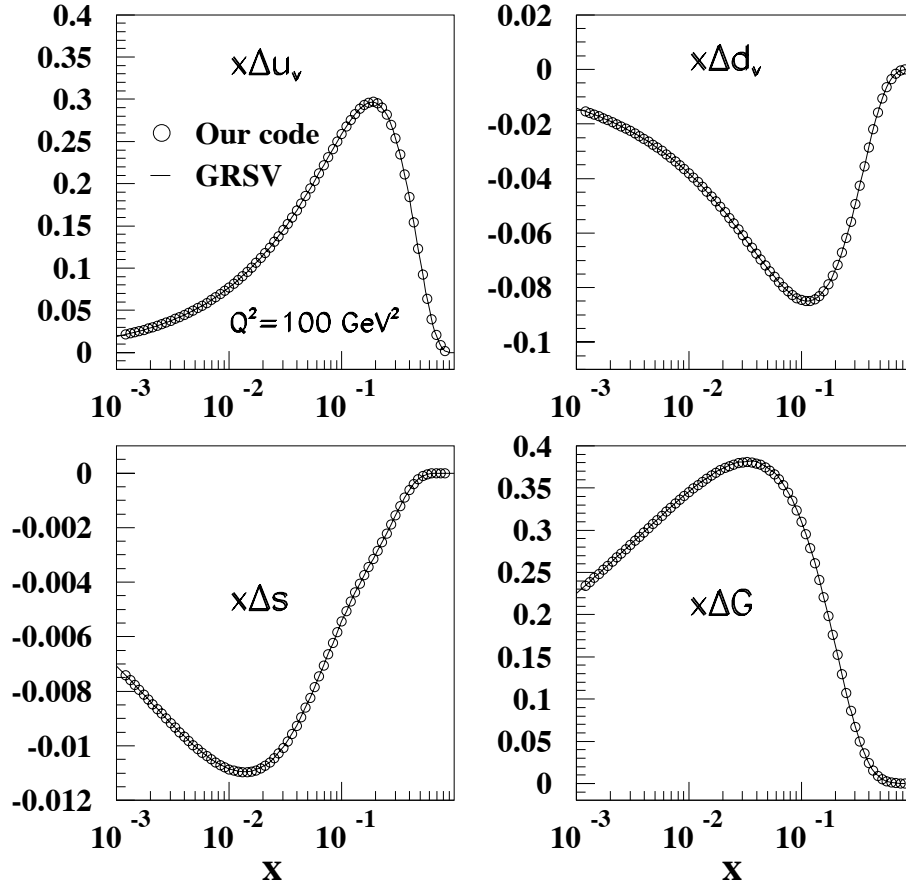 0.4
0.35
0.3
0.25
0.2
0.15
0.1
0.05
0
x∆u_v
Our code
GRSV
Q²=100 GeV²
10⁻³ 10⁻² 10⁻¹
0.02
0
-0.02
-0.04
-0.06
-0.08
-0.1
x∆d_v
10⁻³ 10⁻² 10⁻¹
0
-0.002
-0.004
-0.006
-0.008
-0.01
-0.012
x∆s
10⁻³ 10⁻² 10⁻¹
x
0.4
0.35
0.3
0.25
0.2
0.15
0.1
0.05
0
x∆G
10⁻³ 10⁻² 10⁻¹
x